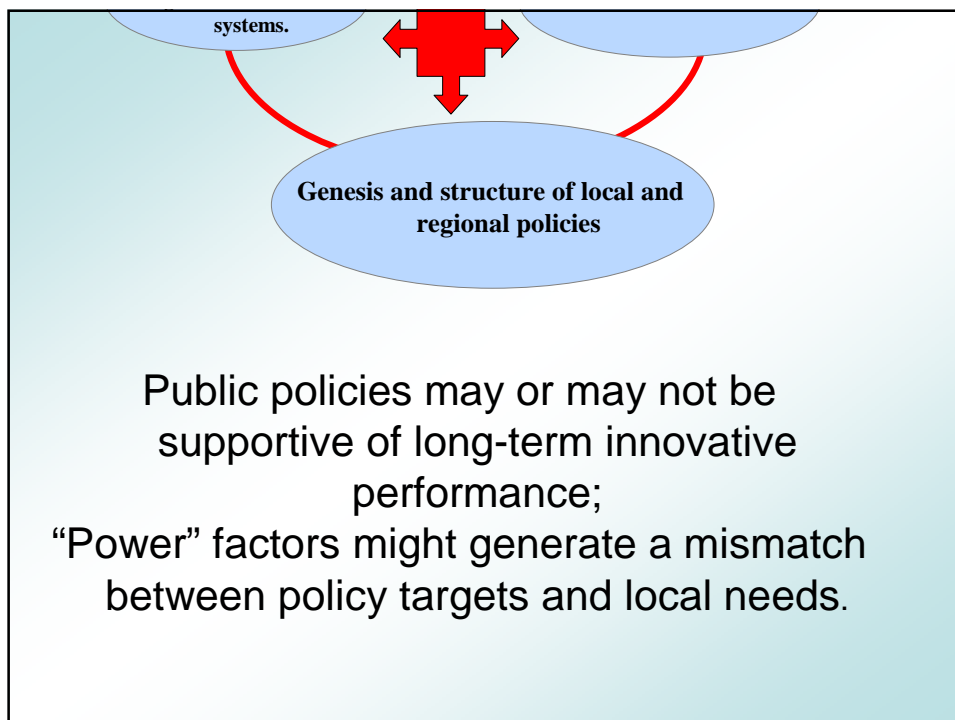 systems.
Genesis and structure of local and
regional policies
Public policies may or may not be
supportive of long-term innovative
performance;
“Power” factors might generate a mismatch
between policy targets and local needs.